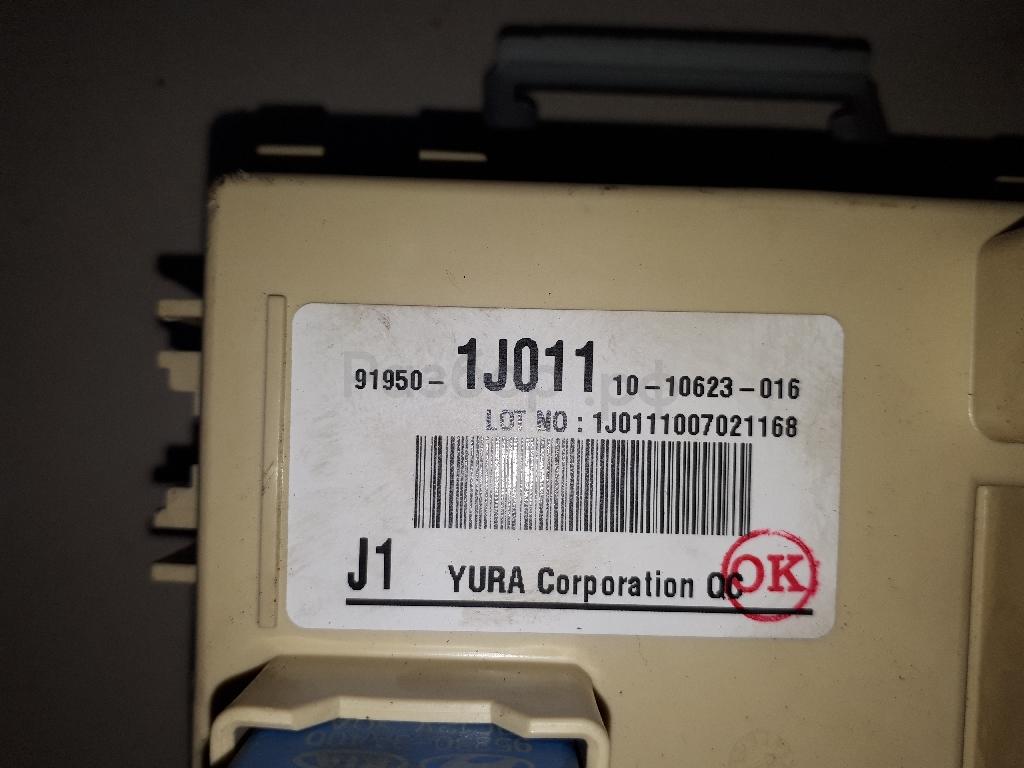 91950 - 1J011 10-10623-016
LOT NO : 1J0111007021168
J1 YURA Corporation QC
OK